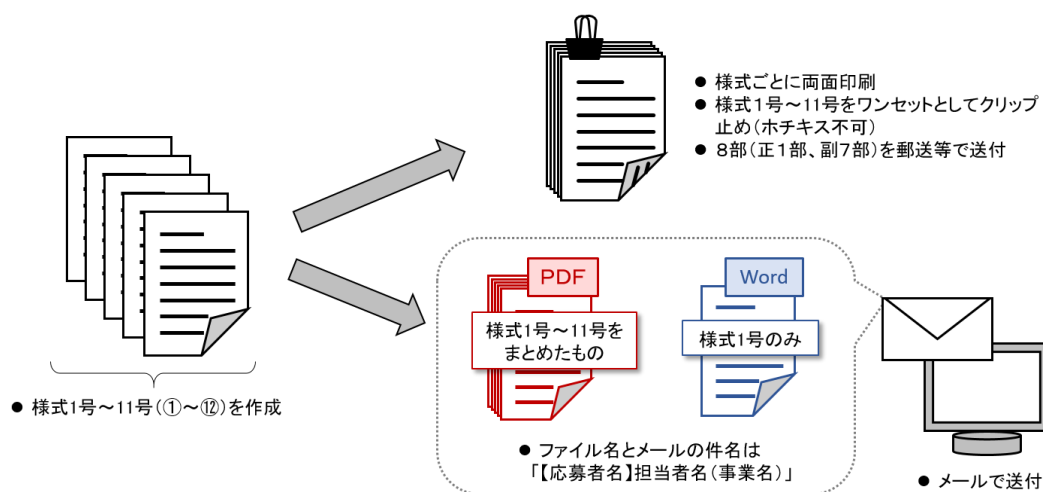 ● 様式ごとに両面印刷
● 様式1号～11号をワンセットとしてクリップ
止め（ホチキス不可）
● 8部（正1部、副7部）を郵送等で送付
● 様式1号～11号（①～⑫）を作成
PDF
様式1号～11号を
まとめたもの
Word
様式1号のみ
● ファイル名とメールの件名は
「【応募者名】担当者名（事業名）」
● メールで送付